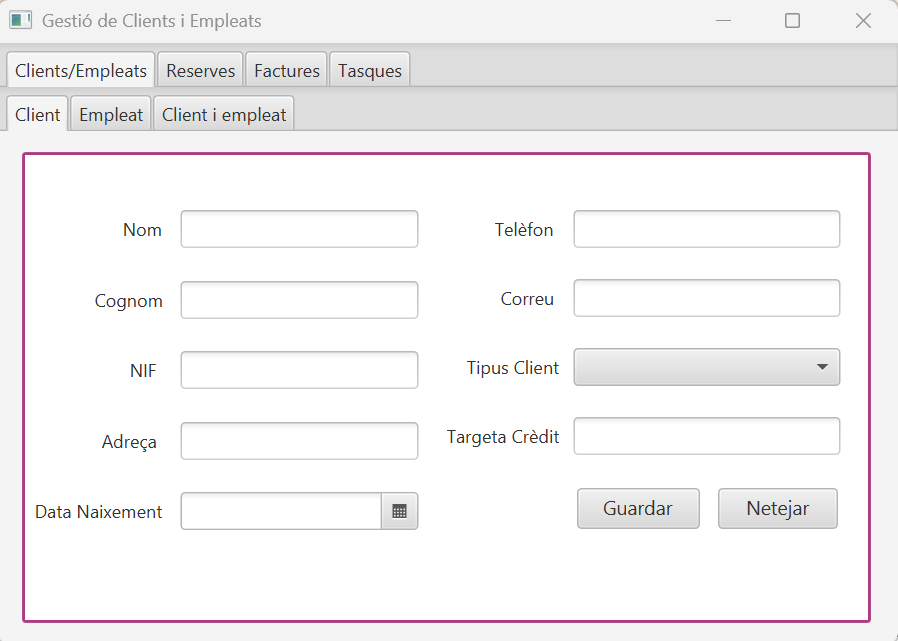 Gestió de Clients i Empleats
Clients/Empleats Reserves Factures Tasques
Client Empleat Client i empleat
Nom Telèfon
Cognom Correu
NIF Tipus Client
Adreça Targeta Crèdit
Data Naixement Guardar Netejar